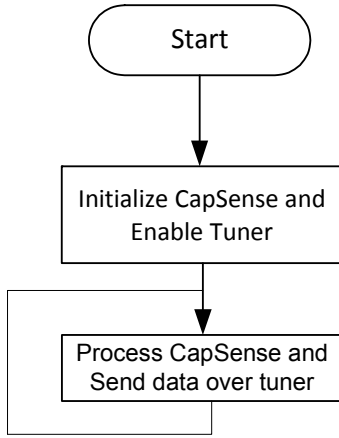 Start
Initialize CapSense and
Enable Tuner
Process CapSense and
Send data over tuner